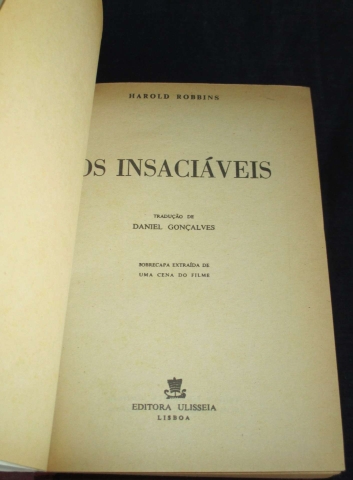 HAROLD ROBBINS
OS INSACIÁVEIS
TRADUÇÃO DE
DANIEL GONÇALVES
SOBRECAPA EXTRAÍDA DE
UMA CENA DO FILME
EDITORA ULISSEIA
LISBOA